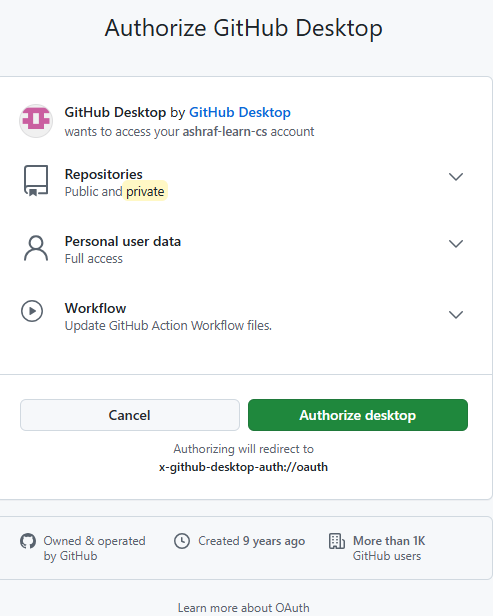 Authorize GitHub Desktop
GitHub Desktop by GitHub Desktop
wants to access your ashraf-learn-cs account
Repositories
Public and private
Personal user data
Full access
Workflow
Update GitHub Action Workflow files.
Cancel
Authorize desktop
Authorizing will redirect to
x-github-desktop-auth://oauth
Owned & operated
by GitHub
Created 9 years ago
More than 1K
GitHub users
Learn more about OAuth